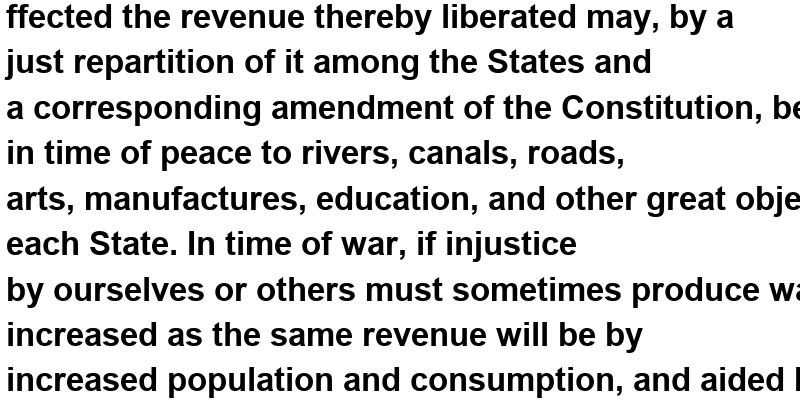 ffected the revenue thereby liberated may, by a
just repartition of it among the States and
a corresponding amendment of the Constitution, be
in time of peace to rivers, canals, roads,
arts, manufactures, education, and other great obje
each State. In time of war, if injustice
by ourselves or others must sometimes produce wa
increased as the same revenue will be by
increased population and consumption, and aided